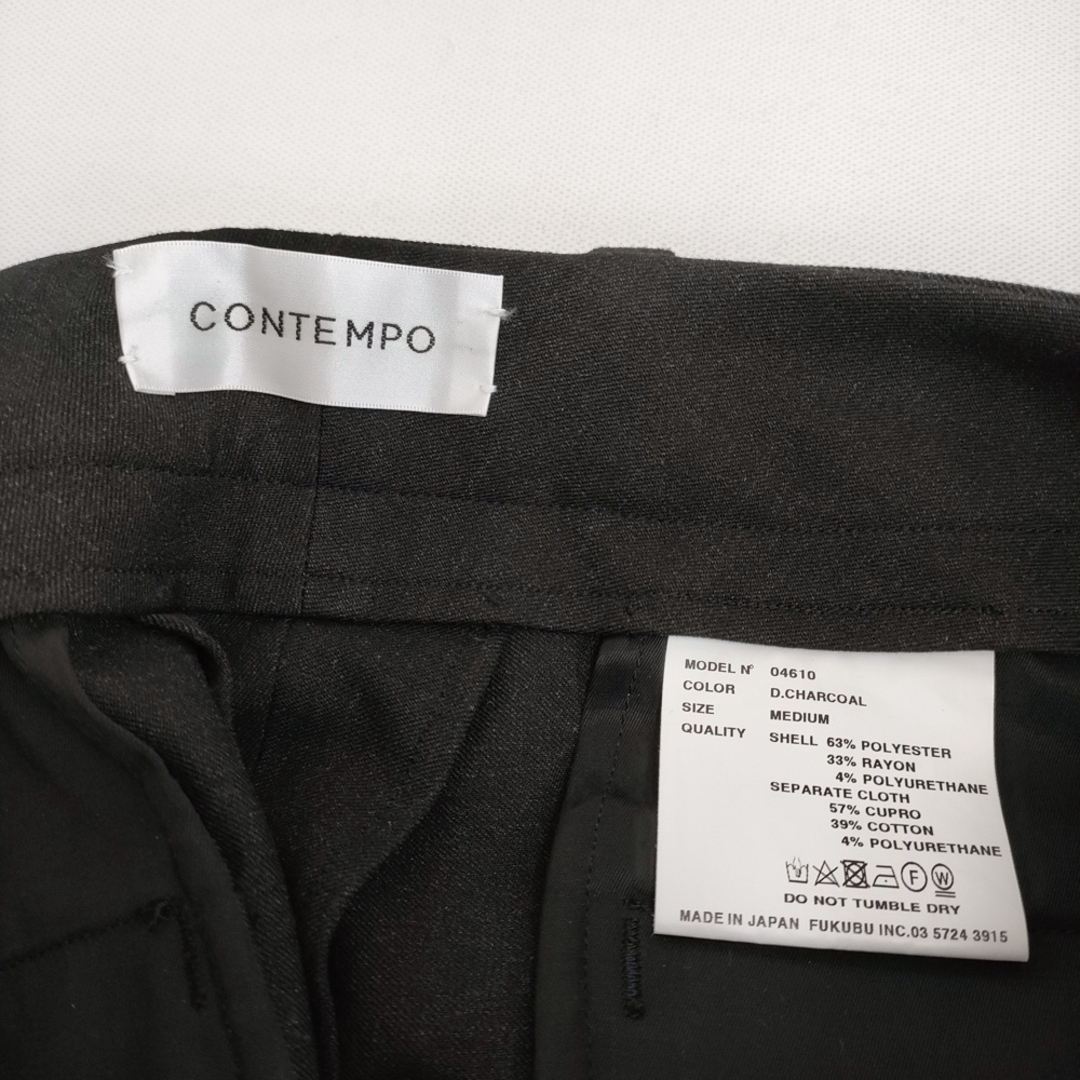 CONTEMPO
MODEL Nº 04610
COLOR D.CHARCOAL
SIZE MEDIUM
QUALITY SHELL 63% POLYESTER
33% RAYON
4% POLYURETHANE
SEPARATE CLOTH
57% CUPRO
39% COTTON
4% POLYURETHANE
F W
DO NOT TUMBLE DRY
MADE IN JAPAN FUKUBU INC.03 5724 3915